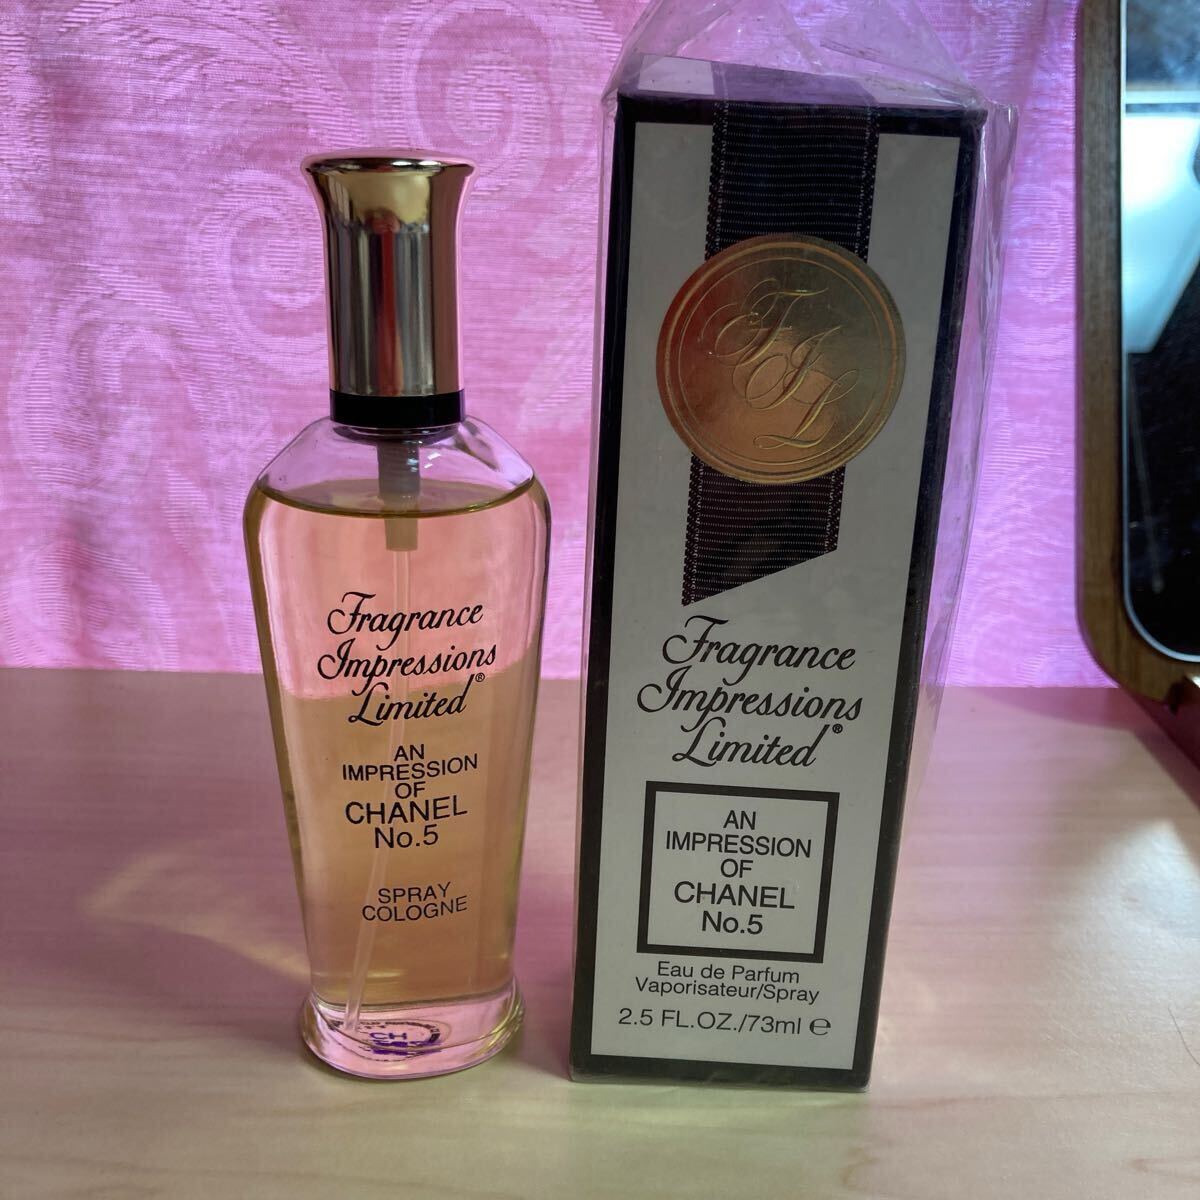 Fragrance
Impressions
Limited®
AN
IMPRESSION
OF
CHANEL
No.5
SPRAY
COLOGNE
CH
FIL
Fragrance
Impressions
Limited®
AN
IMPRESSION
OF
CHANEL
No.5
Eau de Parfum
Vaporisateur/Spray
2.5 FL.OZ./73ml ℮